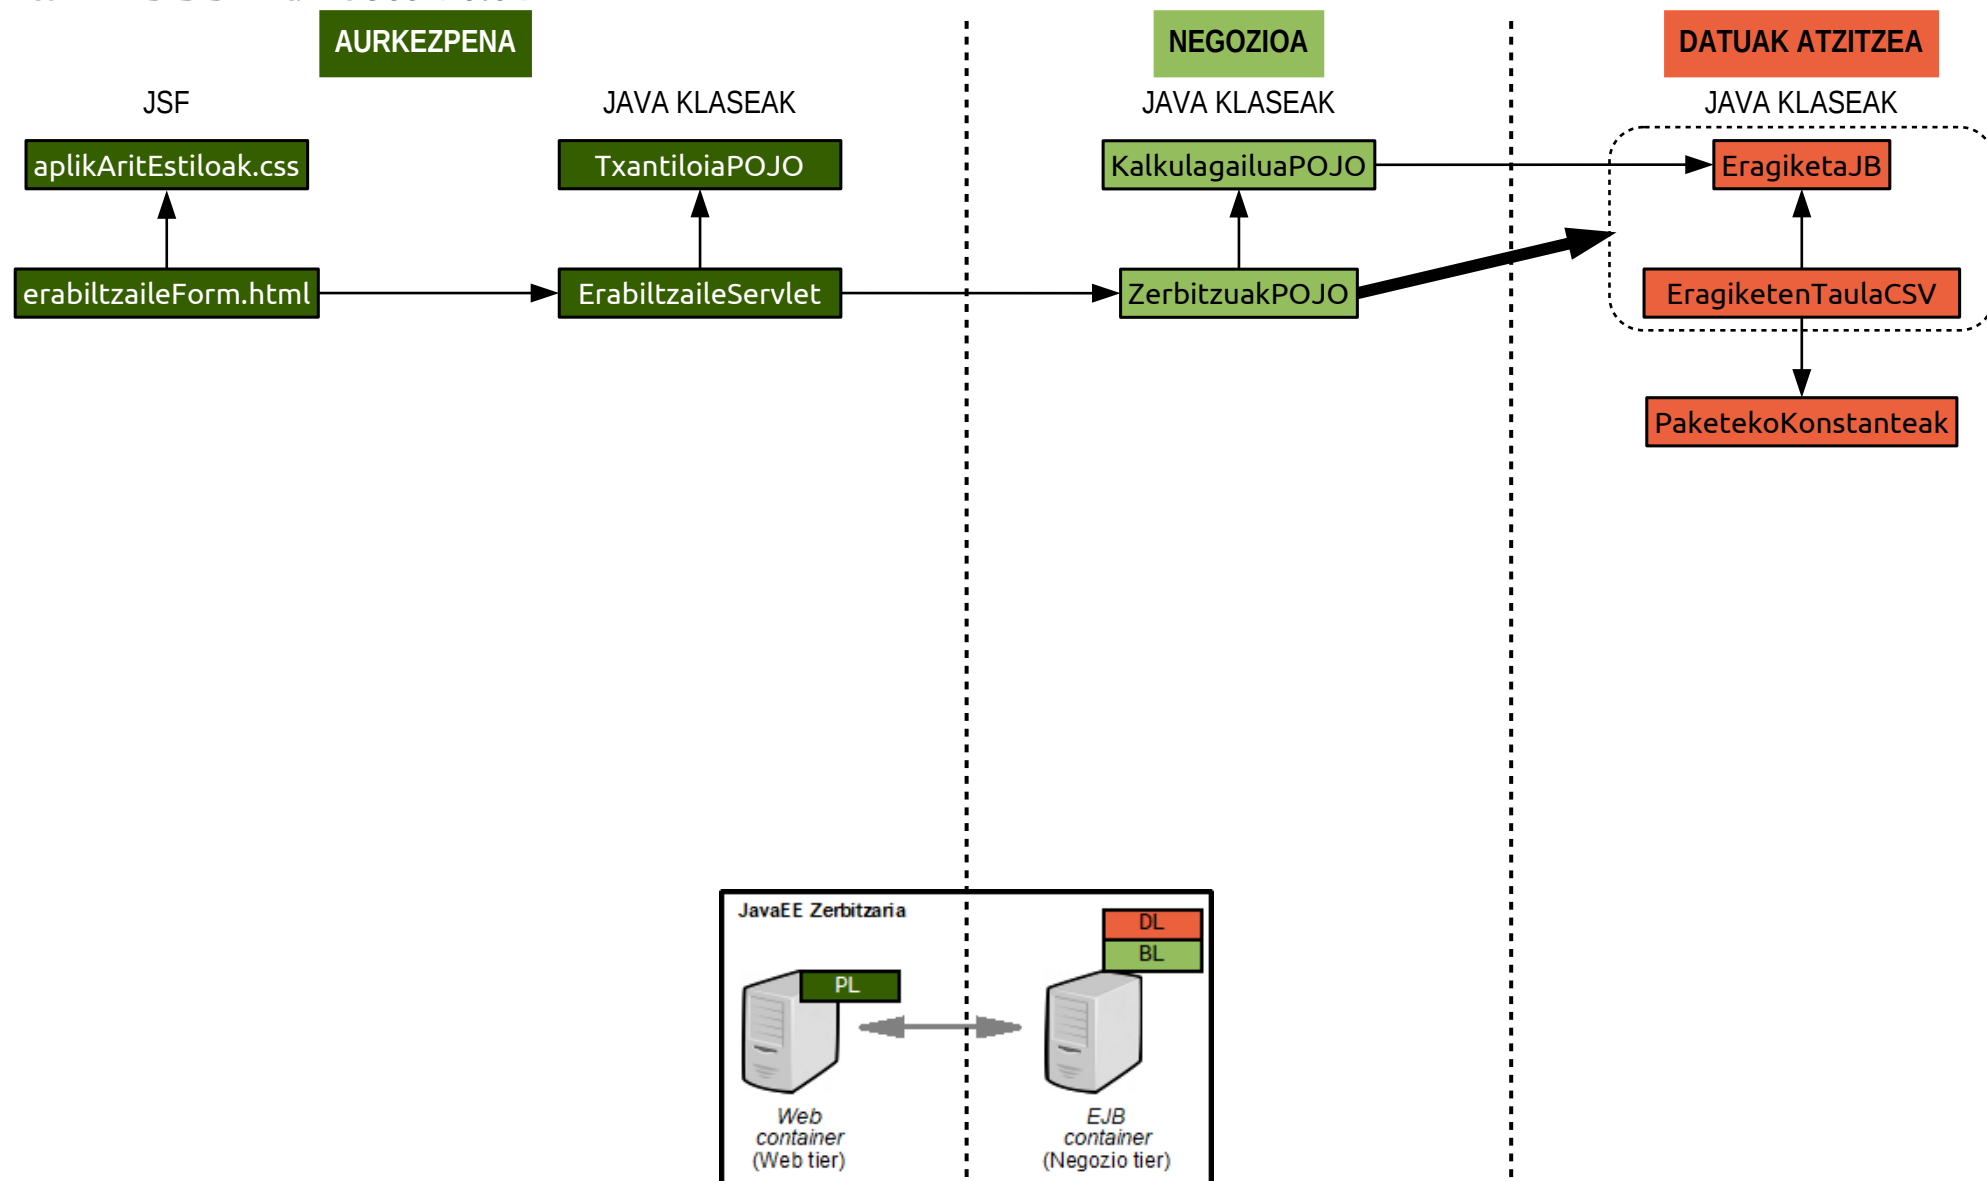 AURKEZPENA
NEGOZIOA
DATUAK ATZITZEA
JSF
JAVA KLASEAK
JAVA KLASEAK
JAVA KLASEAK
aplikAritEstiloak.css
TxantiloiaPOJO
KalkulagailuaPOJO
EragiketaJB
erabiltzaileForm.html
ErabiltzaileServlet
ZerbitzuakPOJO
EragiketenTaulaCSV
PaketekoKonstanteak
JavaEE Zerbitzaria
DL
BL
PL
Web
container
(Web tier)
EJB
container
(Negozio tier)